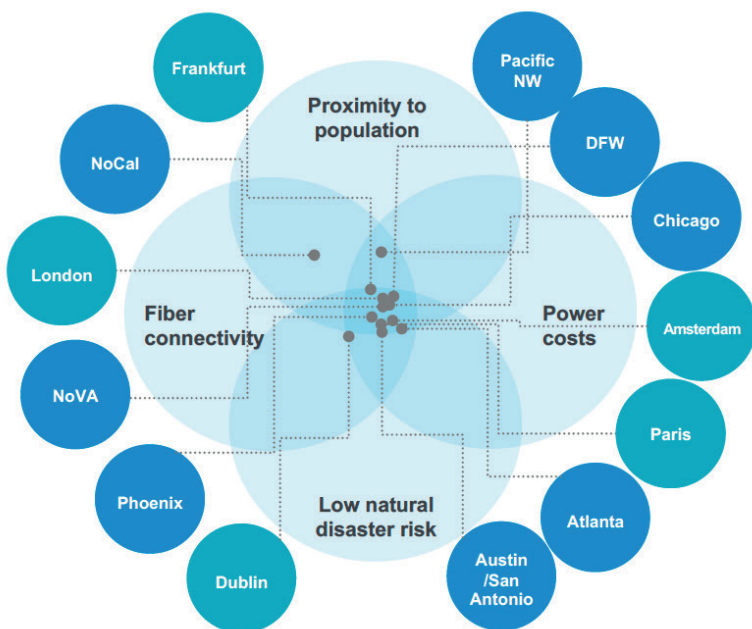 Frankfurt
Pacific
NW
Proximity to
population
DFW
NoCal
Chicago
London
Fiber
connectivity
Power
costs
Amsterdam
NoVA
Paris
Phoenix
Low natural
disaster risk
Atlanta
Dublin
Austin
/San
Antonio